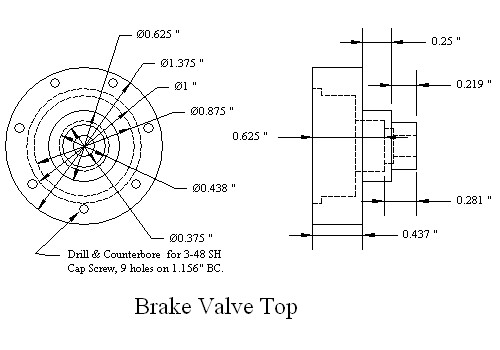 Ø0.625 "
Ø1.375 "
Ø1 "
Ø0.875 "
Ø0.438 "
Ø0.375 "
Drill & Counterbore for 3-48 SH
Cap Screw, 9 holes on 1.156" BC.
0.25 "
0.219 "
0.625 "
0.281 "
0.437 "
Brake Valve Top